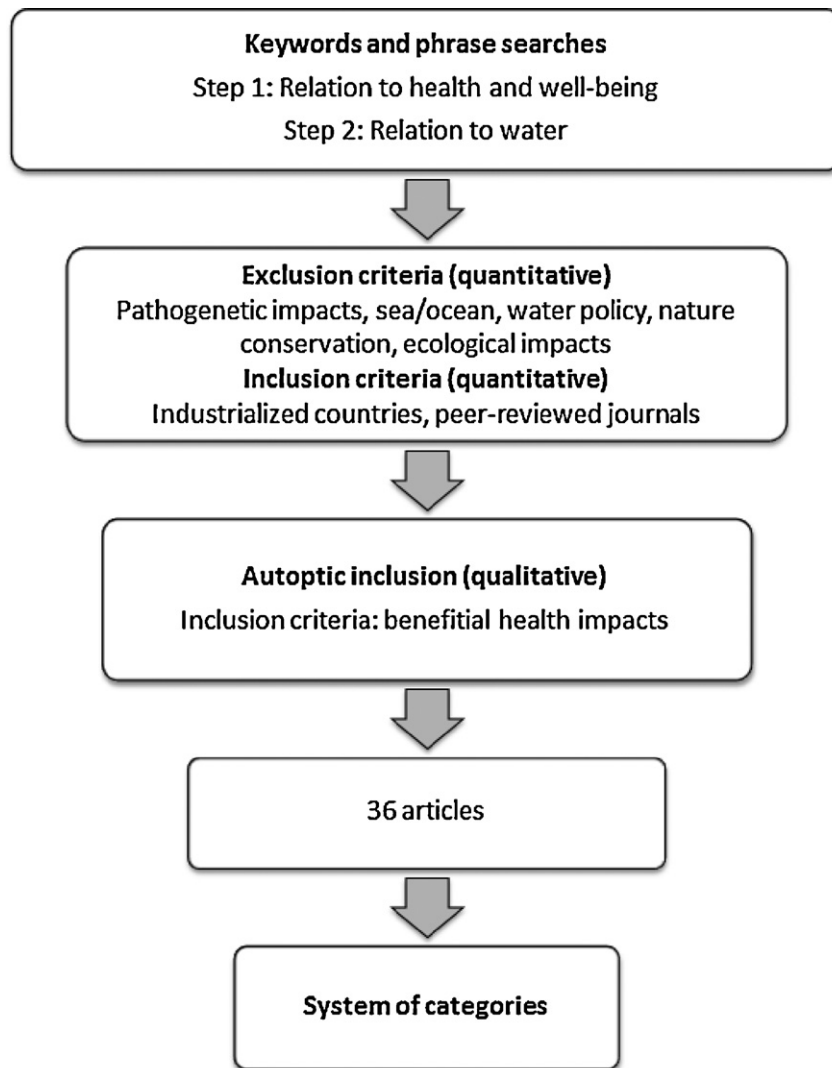 Keywords and phrase searches
Step 1: Relation to health and well-being
Step 2: Relation to water
Exclusion criteria (quantitative)
Pathogenetic impacts, sea/ocean, water policy, nature
conservation, ecological impacts
Inclusion criteria (quantitative)
Industrialized countries, peer-reviewed journals
Autoptic inclusion (qualitative)
Inclusion criteria: benefitial health impacts
36 articles
System of categories